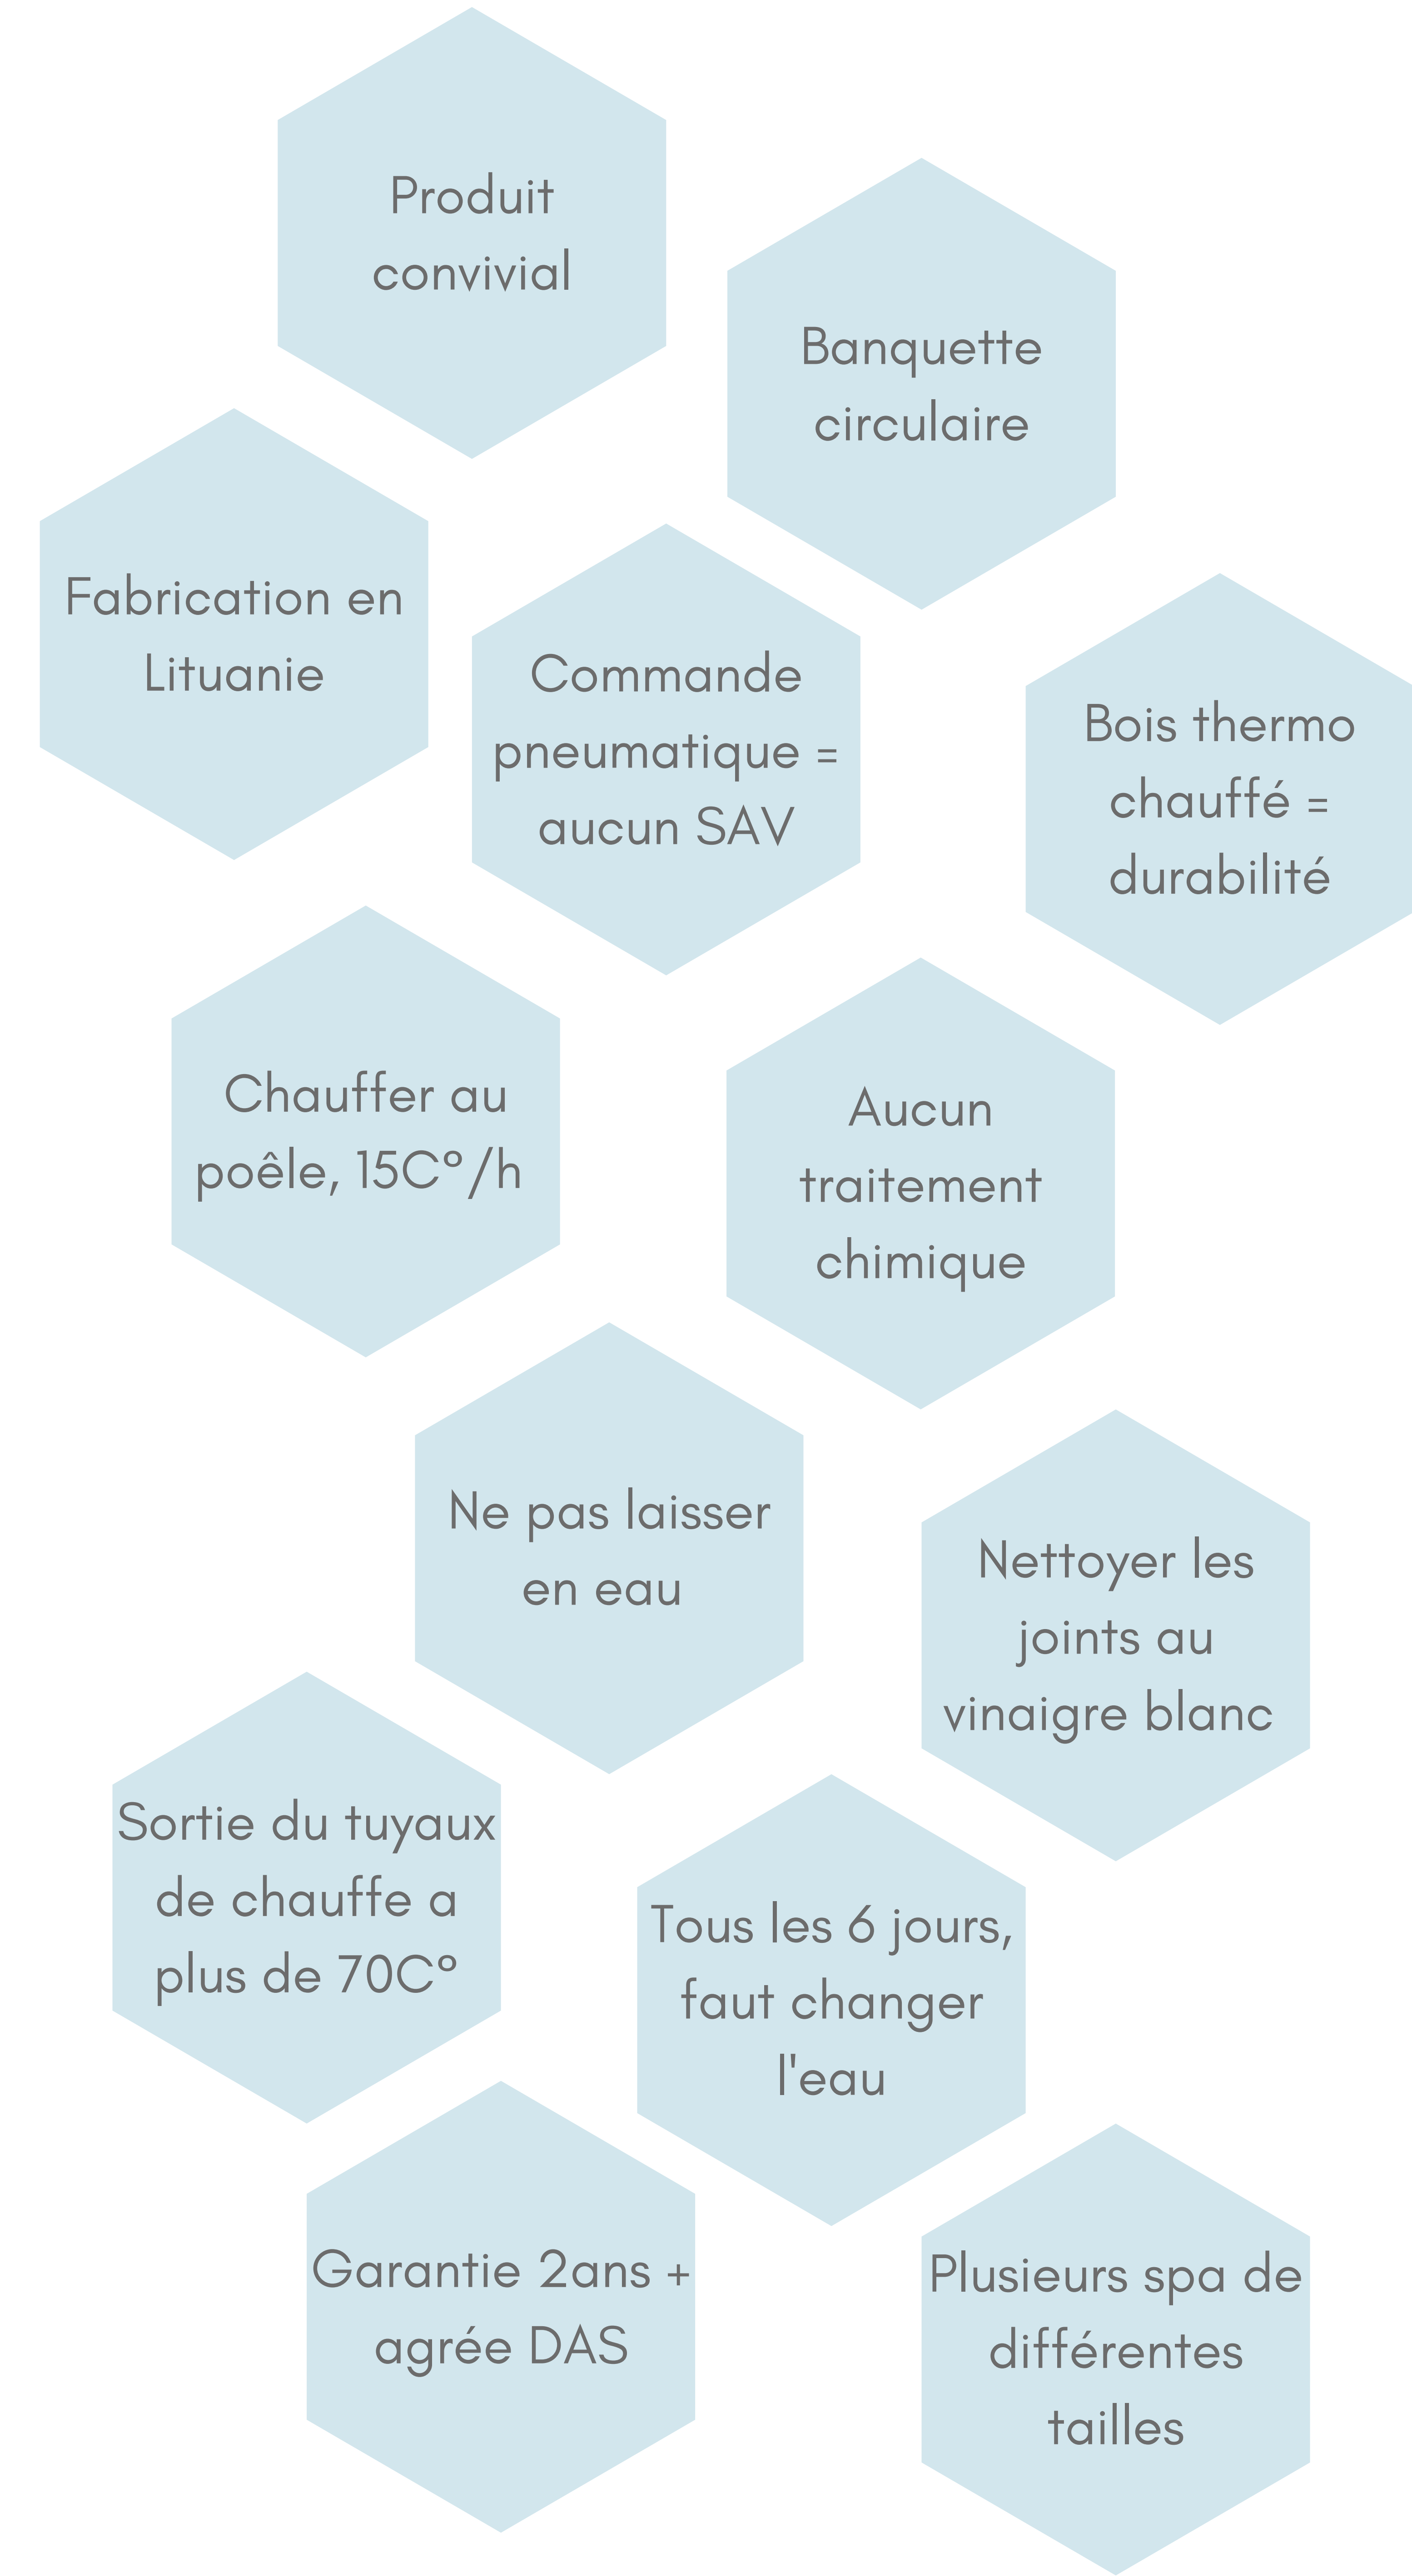 Produit
convivial
Banquette
circulaire
Fabrication en
Lituanie
Commande
pneumatique =
aucun SAV
Bois thermo
chauffé =
durabilité
Chauffer au
poêle, 15C°/h
Aucun
traitement
chimique
Ne pas laisser
en eau
Nettoyer les
joints au
vinaigre blanc
Sortie du tuyaux
de chauffe a
plus de 70C°
Tous les 6 jours,
faut changer
l'eau
Garantie 2ans +
agrée DAS
Plusieurs spa de
différentes
tailles